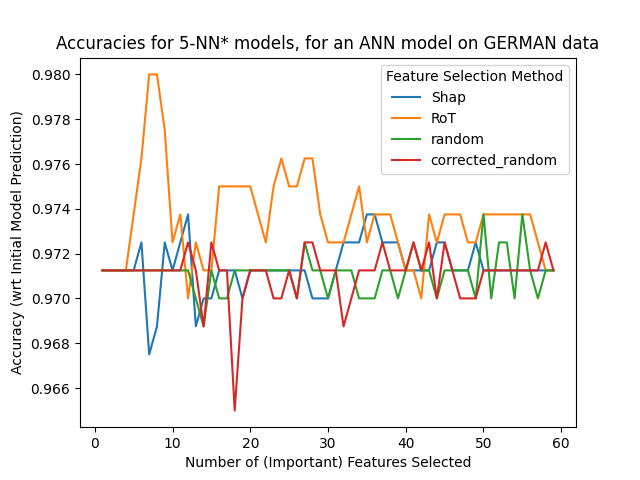 Accuracies for 5-NN* models, for an ANN model on GERMAN data
Accuracy (wrt Initial Model Prediction)
0.980
0.978
0.976
0.974
0.972
0.970
0.968
0.966
Feature Selection Method
Shap
RoT
random
corrected_random
0 10 20 30 40 50 60
Number of (Important) Features Selected